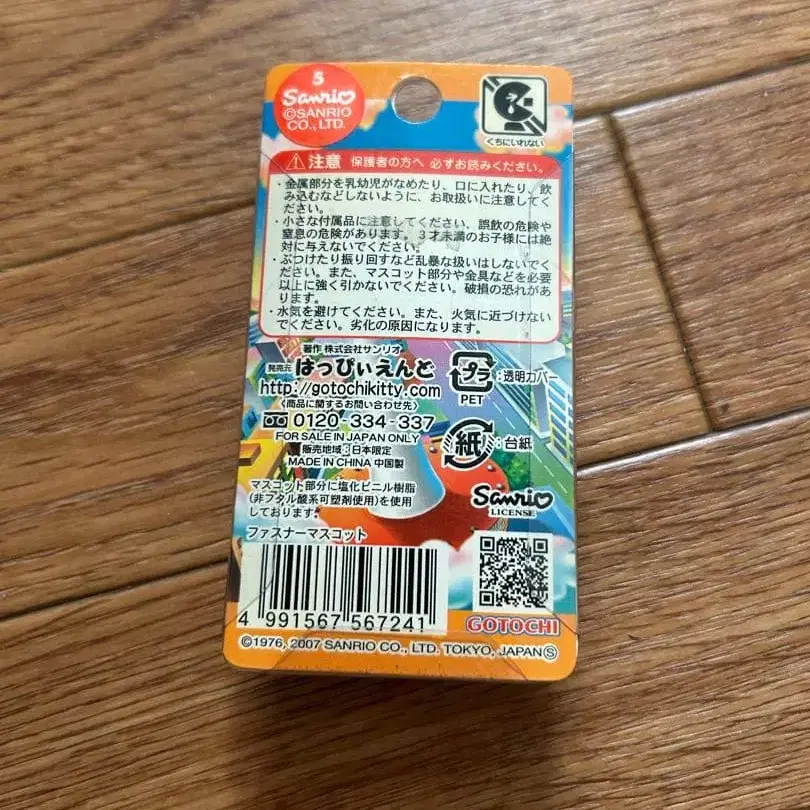 5
Sanrio
©SANRIO
CO., LTD.
くちにいれない
注意 保護者の方へ 必ずお読みください。
・金属部分を乳幼児がなめたり、口に入れたり、飲
み込むなどしないように、お取扱いに注意してく
ださい。
・小さな付属品に注意してください、誤飲の危険や
窒息の危険があります。3才未満のお子様には絶
対に与えないでください。
・ぶつけたり振り回すなど乱暴な扱いはしないでく
ださい。また、マスコット部分や金具などを必要
以上に強く引かないでください。破損の恐れがあ
ります。
・水気を避けてください。また、火気に近づけない
でください。劣化の原因になります。
著作 株式会社サンリオ
発売元 はっぴぃえんど
http://gotochikitty.com
〈商品に関するお問い合わせ先〉
0120-334-337
FOR SALE IN JAPAN ONLY
販売地域:日本限定
MADE IN CHINA 中国製
プラ :透明カバー
PET
紙 :台紙
Sanrio
LICENSE
マスコット部分に塩化ビニル樹脂
(非フタル酸系可塑剤使用)を使用
しております。
ファスナーマスコット
4 991567 567241
GOTOCHI
©1976, 2007 SANRIO CO., LTD. TOKYO, JAPAN Ⓢ